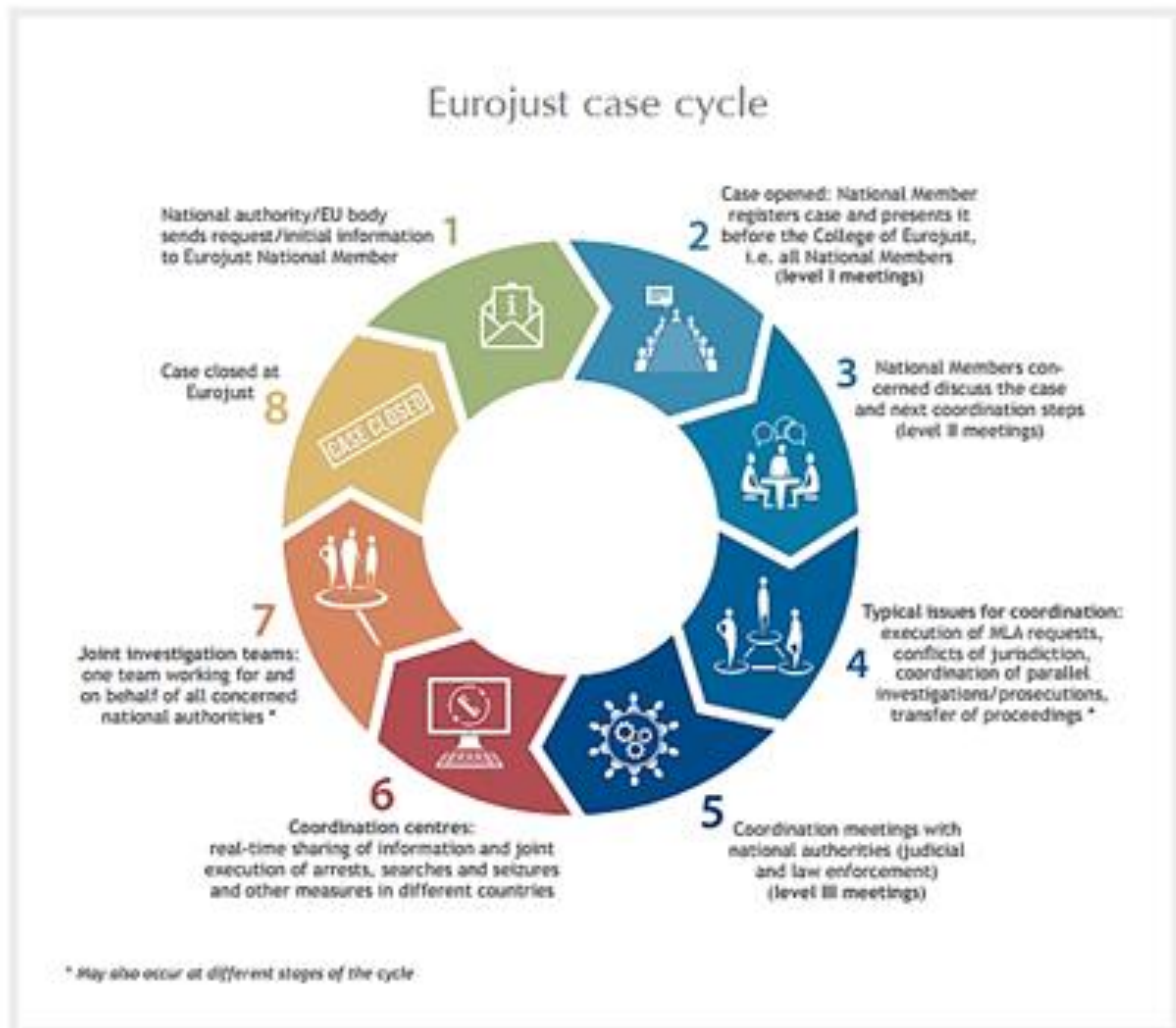 Eurojust case cycle
1
National authority/EU body
sends request/initial information
to Eurojust National Member
2
Case opened: National Member
registers case and presents it
before the College of Eurojust,
i.e. all National Members
(level I meetings)
3
National Members con-
cerned discuss the case
and next coordination steps
(level II meetings)
4
Typical issues for coordination:
execution of MLA requests,
conflicts of jurisdiction,
coordination of parallel
investigations/prosecutions,
transfer of proceedings *
5
Coordination meetings with
national authorities (judicial
and law enforcement)
(level III meetings)
6
Coordination centres:
real-time sharing of information and joint
execution of arrests, searches and seizures
and other measures in different countries
7
Joint investigation teams:
one team working for and
on behalf of all concerned
national authorities *
8
Case closed at
Eurojust
CASE CLOSED
i
* May also occur at different stages of the cycle